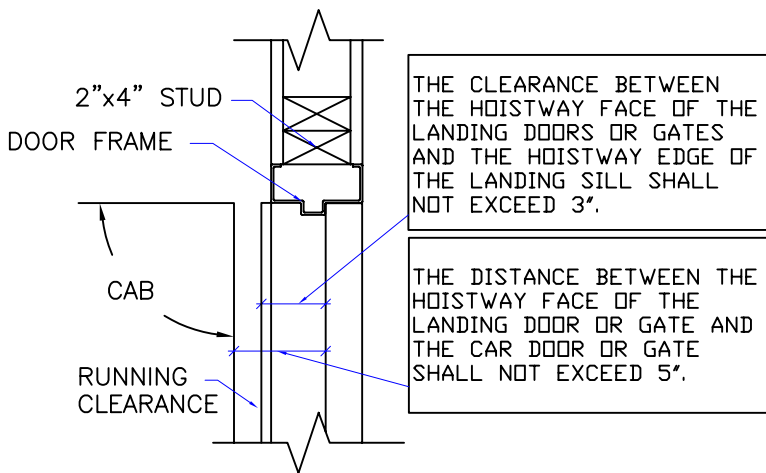 2"x4" STUD
DOOR FRAME
CAB
RUNNING
CLEARANCE
THE CLEARANCE BETWEEN
THE HOISTWAY FACE OF THE
LANDING DOORS OR GATES
AND THE HOISTWAY EDGE OF
THE LANDING SILL SHALL
NOT EXCEED 3".
THE DISTANCE BETWEEN THE
HOISTWAY FACE OF THE
LANDING DOOR OR GATE AND
THE CAR DOOR OR GATE
SHALL NOT EXCEED 5".